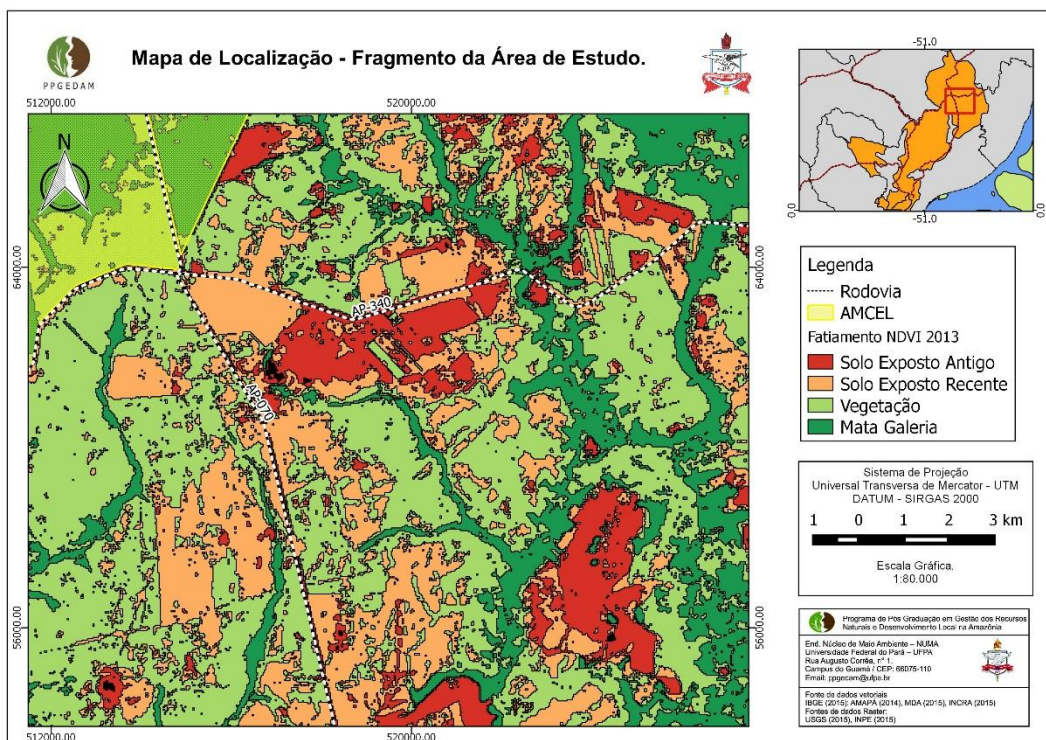 Mapa de Localização - Fragmento da Área de Estudo.
PPGEDAM
512000.00
520000.00
N
64000.00
64000.00
AP-340
AP-070
56000.00
56000.00
512000.00
520000.00
-51.0
0.0
0.0
-51.0
Legenda
Rodovia
AMCEL
Fatiamento NDVI 2013
Solo Exposto Antigo
Solo Exposto Recente
Vegetação
Mata Galeria
Sistema de Projeção
Universal Transversa de Mercator - UTM
DATUM - SIRGAS 2000
1 0 1 2 3 km
Escala Gráfica.
1:80.000
Programa de Pós Graduação em Gestão dos Recursos
Naturais e Desenvolvimento Local na Amazônia
End. Núcleo de Maio Ambiente – NUMA
Universidade Federal do Pará – UFPA
Rua Augusto Corrêa, nº 1.
Campus do Guamá / CEP: 66075-110
Email: ppgedam@ufpa.br
Fonte de dados vetoriais
IBGE (2015); AMAPÁ (2014), MDA (2015), INCRA (2015)
Fontes de dados Raster:
USGS (2015), INPE (2015)